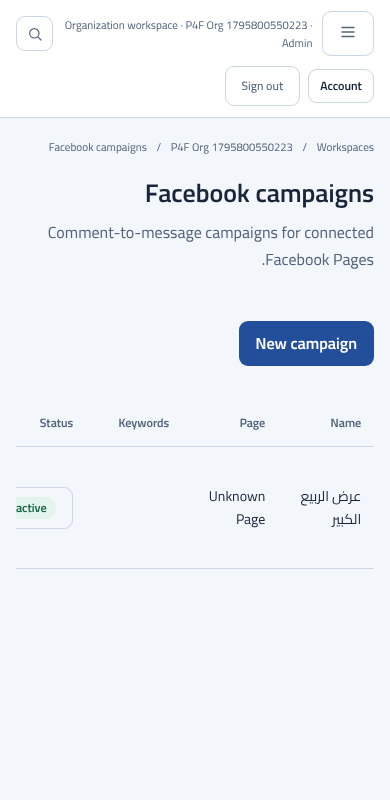 Organization workspace · P4F Org 1795800550223 ·
Admin
Sign out
Account
Facebook campaigns / P4F Org 1795800550223 / Workspaces
Facebook campaigns
Comment-to-message campaigns for connected
.Facebook Pages
New campaign
Status Keywords Page Name
عرض الربيع
الكبير
Unknown
Page
active